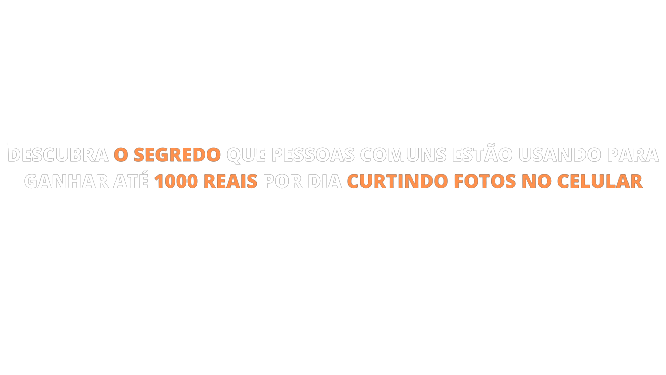 DESCUBRA O SEGREDO QUE PESSOAS COMUNS ESTÃO USANDO PARA
GANHAR ATÉ 1000 REAIS POR DIA CURTINDO FOTOS NO CELULAR